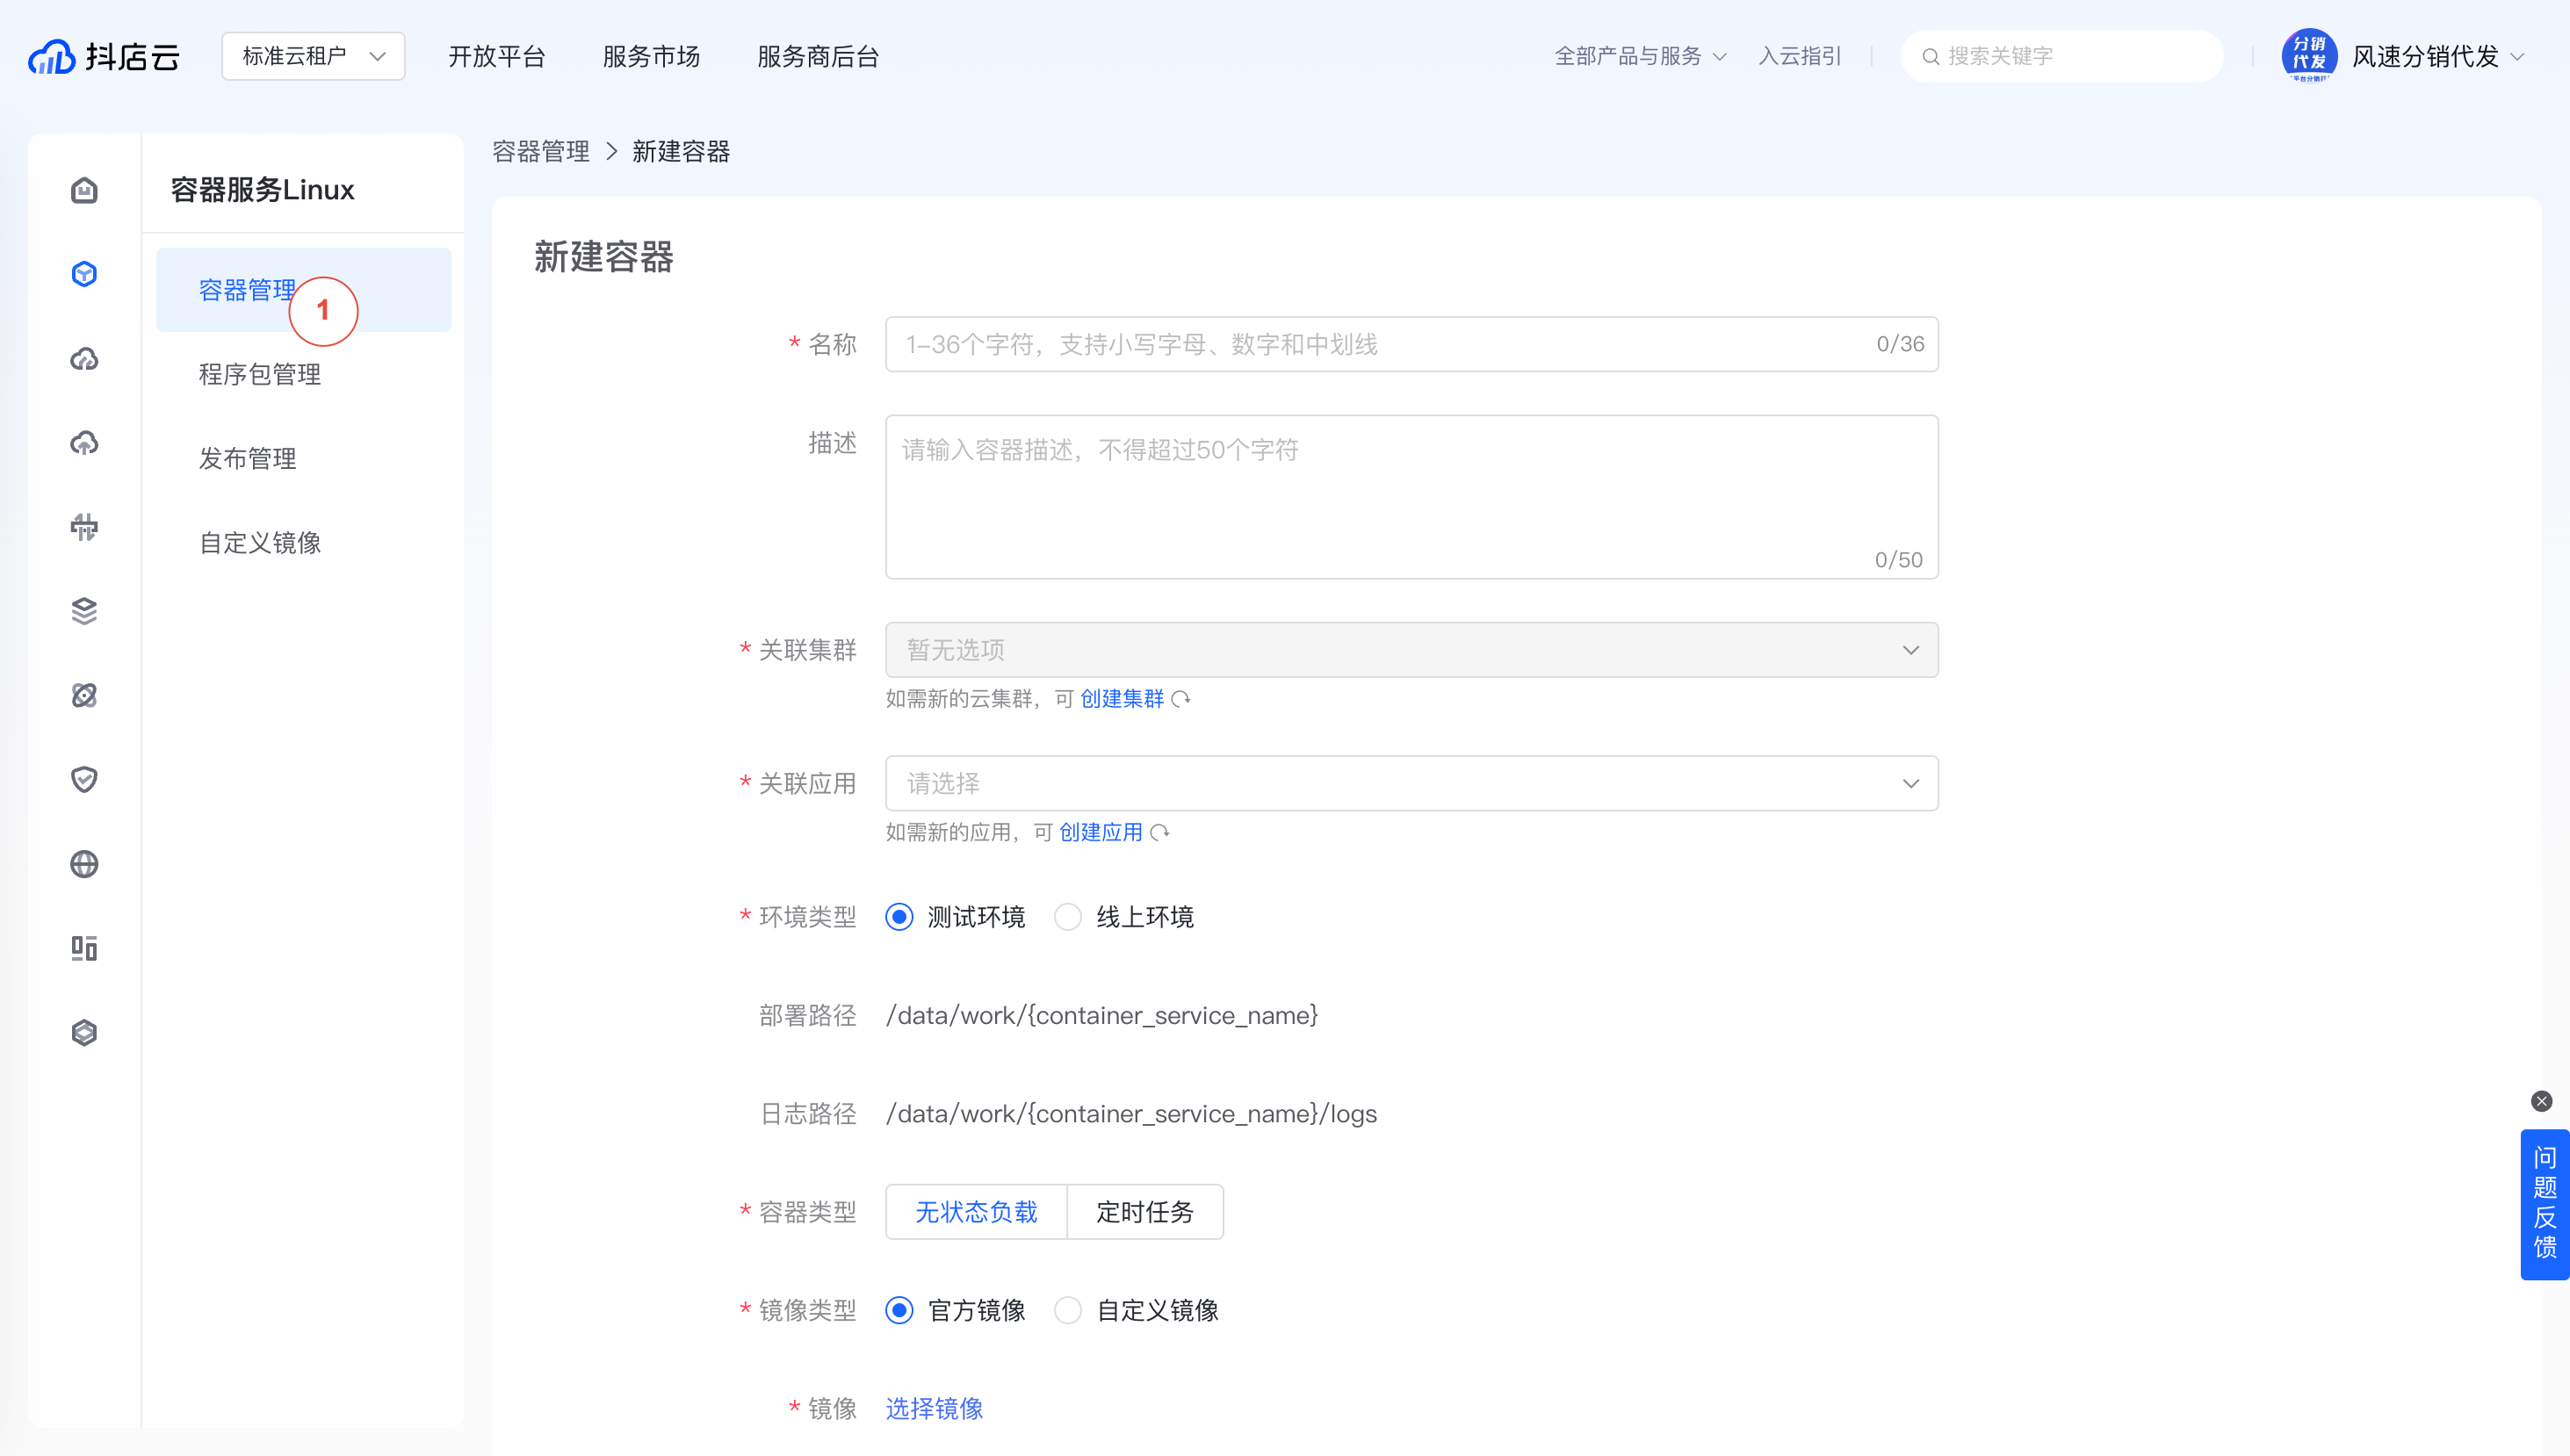 抖店云
标准云租户
开放平台
服务市场
服务商后台
全部产品与服务
入云指引
搜索关键字
分销
代发
风速分销代发
容器服务Linux
容器管理
1
程序包管理
发布管理
自定义镜像
容器管理 > 新建容器
新建容器
* 名称
1-36个字符，支持小写字母、数字和中划线
0/36
描述
请输入容器描述，不得超过50个字符
0/50
* 关联集群
暂无选项
如需新的云集群，可 创建集群
* 关联应用
请选择
如需新的应用，可 创建应用
* 环境类型
测试环境
线上环境
部署路径
/data/work/{container_service_name}
日志路径
/data/work/{container_service_name}/logs
* 容器类型
无状态负载
定时任务
* 镜像类型
官方镜像
自定义镜像
* 镜像
选择镜像
问题反馈